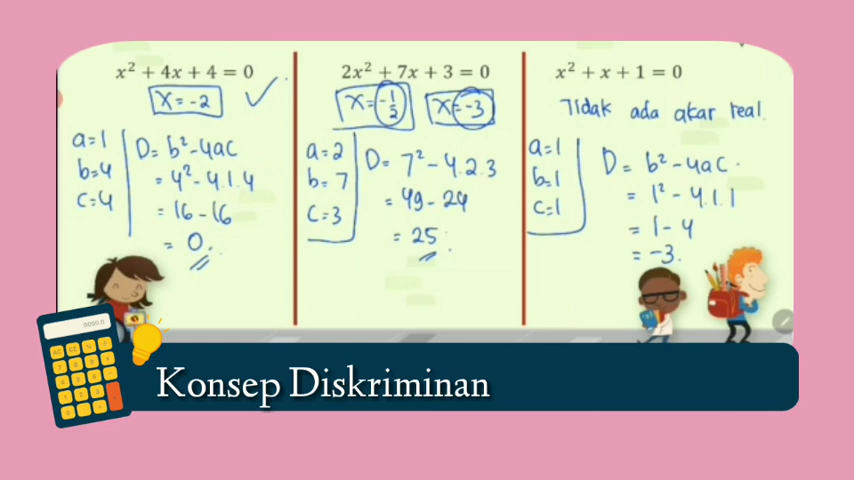 x² + 4x + 4 = 0
x = -2
a = 1
b = 4
c = 4
D = b² - 4ac
= 4² - 4.1.4
= 16 - 16
= 0.
2x² + 7x + 3 = 0
x = -1/2
x = -3
a = 2
b = 7
c = 3
D = 7² - 4.2.3
= 49 - 24
= 25
x² + x + 1 = 0
Tidak ada akar real.
a = 1
b = 1
c = 1
D = b² - 4ac.
= 1² - 4.1.1
= 1 - 4
= -3.
Konsep Diskriminan